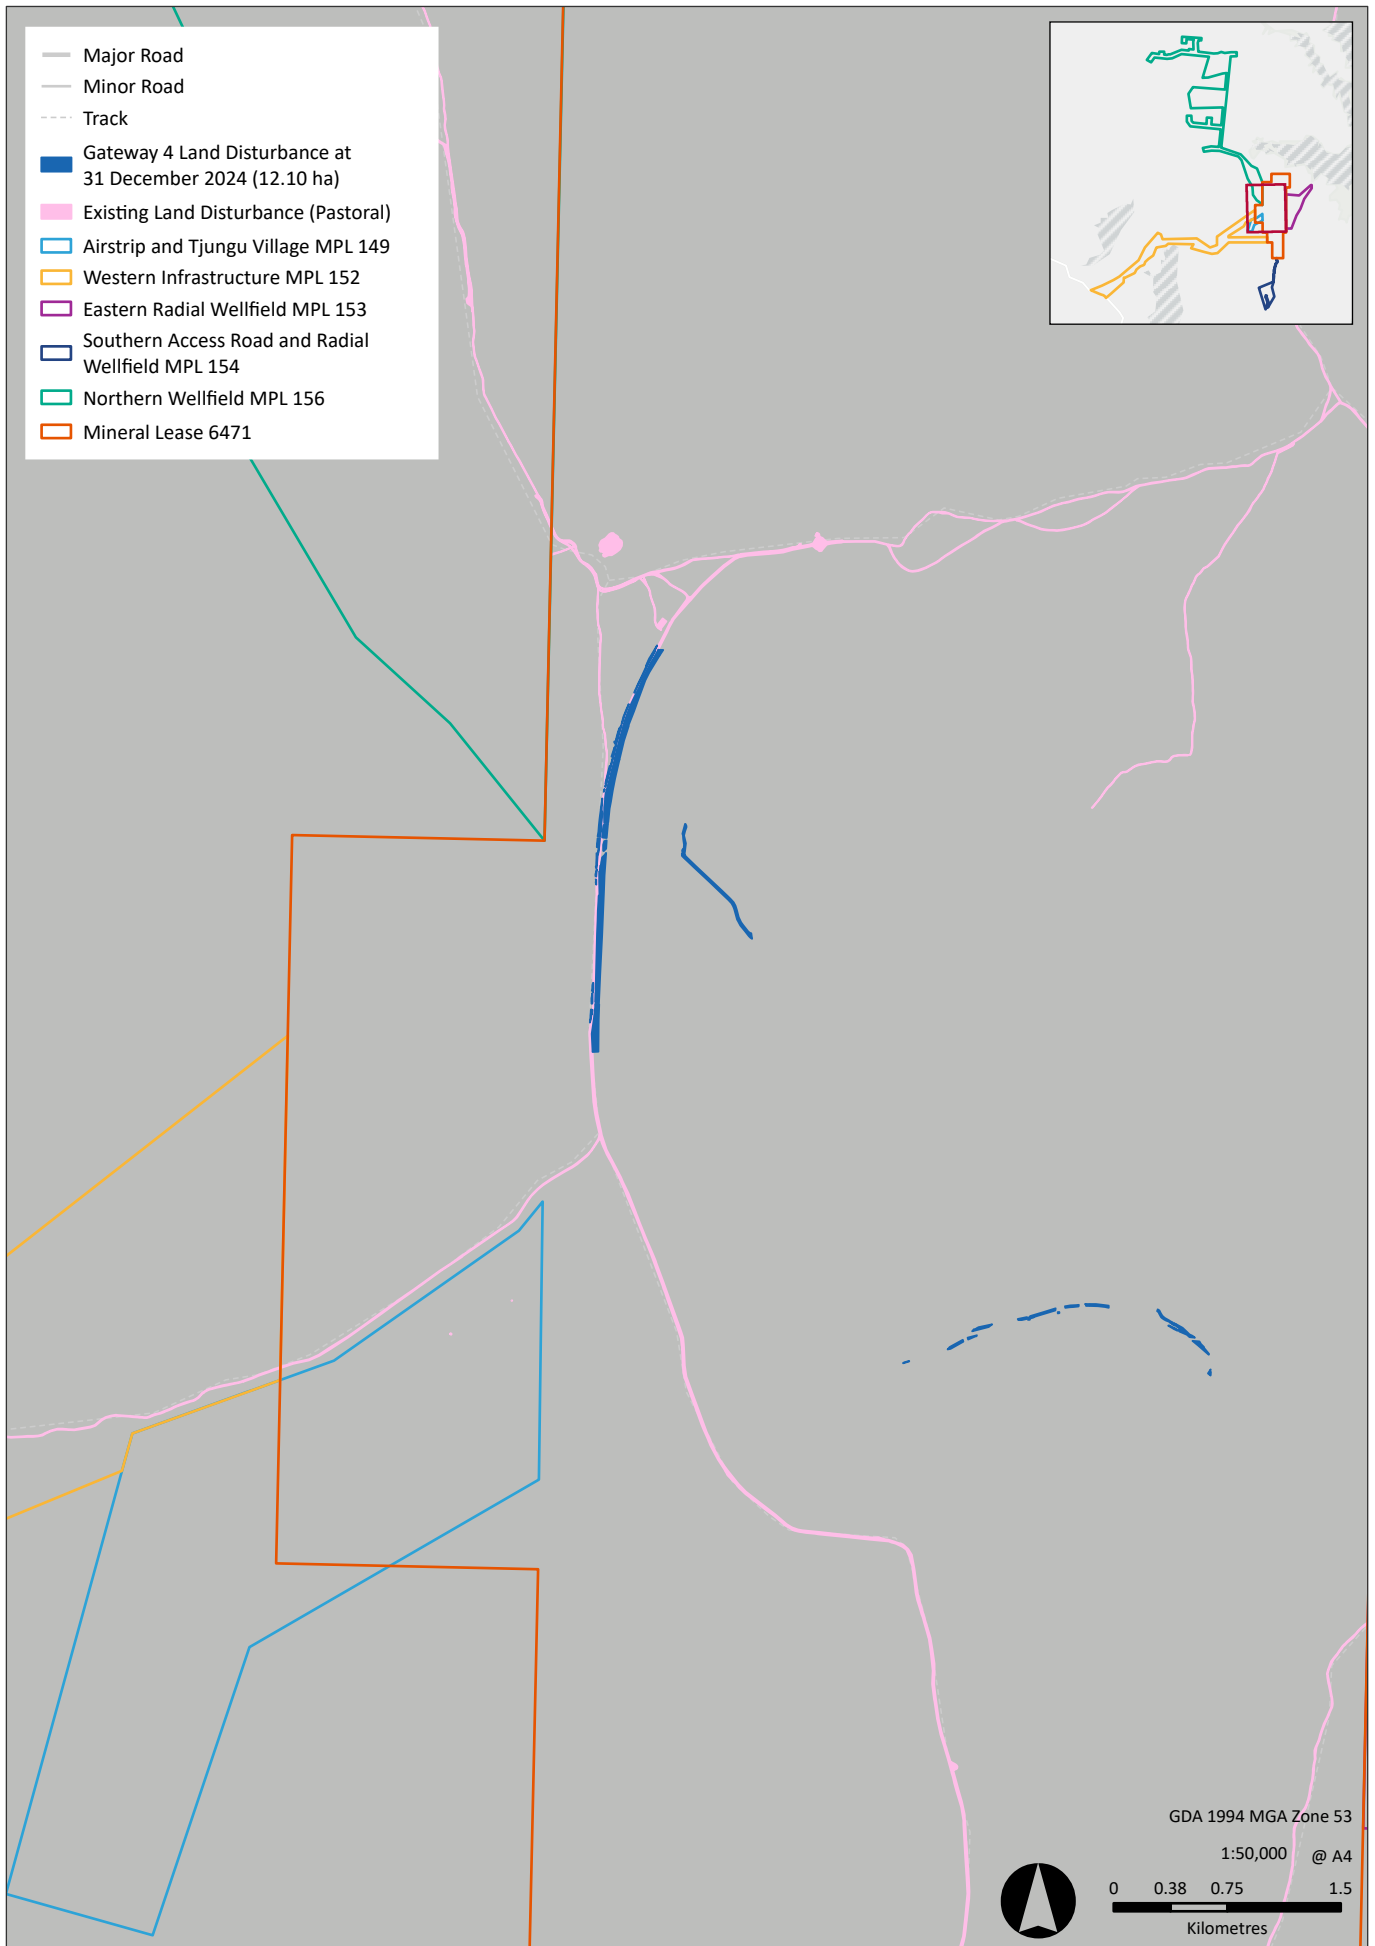 Major Road
Minor Road
Track
Gateway 4 Land Disturbance at
31 December 2024 (12.10 ha)
Existing Land Disturbance (Pastoral)
Airstrip and Tjungu Village MPL 149
Western Infrastructure MPL 152
Eastern Radial Wellfield MPL 153
Southern Access Road and Radial
Wellfield MPL 154
Northern Wellfield MPL 156
Mineral Lease 6471
GDA 1994 MGA Zone 53
1:50,000 @ A4
0 0.38 0.75 1.5
Kilometres